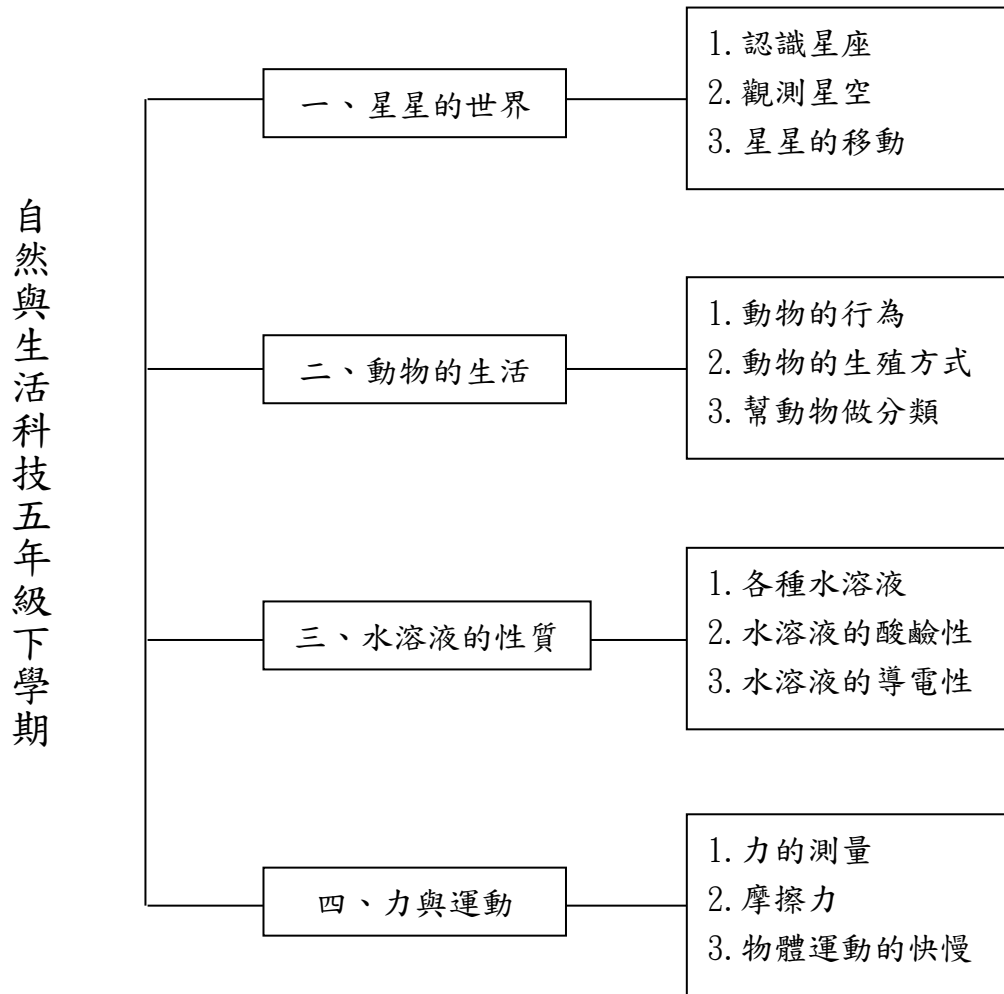 自然與生活科技五年級下學期
一、星星的世界
1.認識星座
2.觀測星空
3.星星的移動
二、動物的生活
1.動物的行為
2.動物的生殖方式
3.幫動物做分類
三、水溶液的性質
1.各種水溶液
2.水溶液的酸鹼性
3.水溶液的導電性
四、力與運動
1.力的測量
2.摩擦力
3.物體運動的快慢